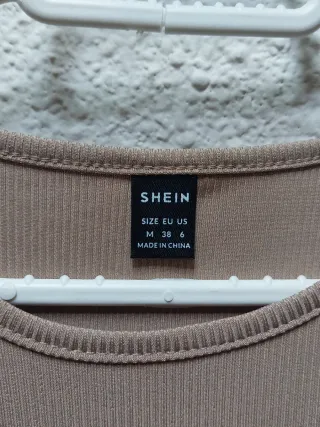 SHEIN
SIZE EU US
M 38 6
MADE IN CHINA